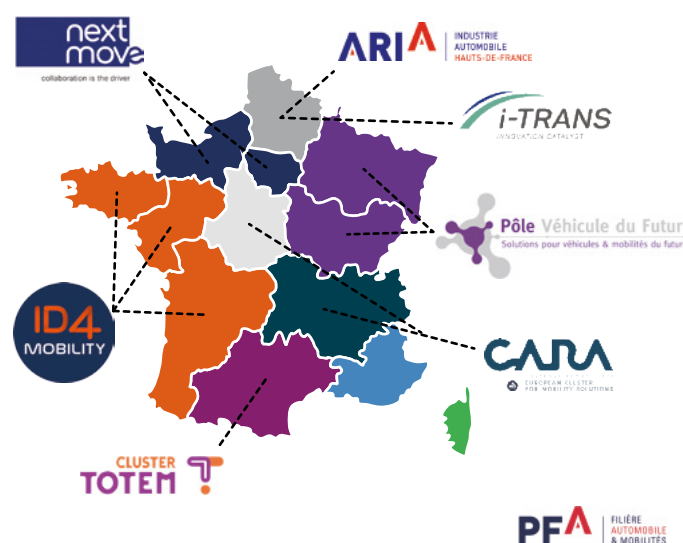 next
move
collaboration is the driver
ARIA
INDUSTRIE
AUTOMOBILE
HAUTS-DE-FRANCE
i-TRANS
INNOVATION CATALYST
Pôle Véhicule du Futur
Solutions pour véhicules & mobilités du futur
ID4
MOBILITY
CARA
EUROPEAN CLUSTER
FOR MOBILITY SOLUTIONS
CLUSTER
TOTEM
PFA
FILIÈRE
AUTOMOBILE
& MOBILITÉS